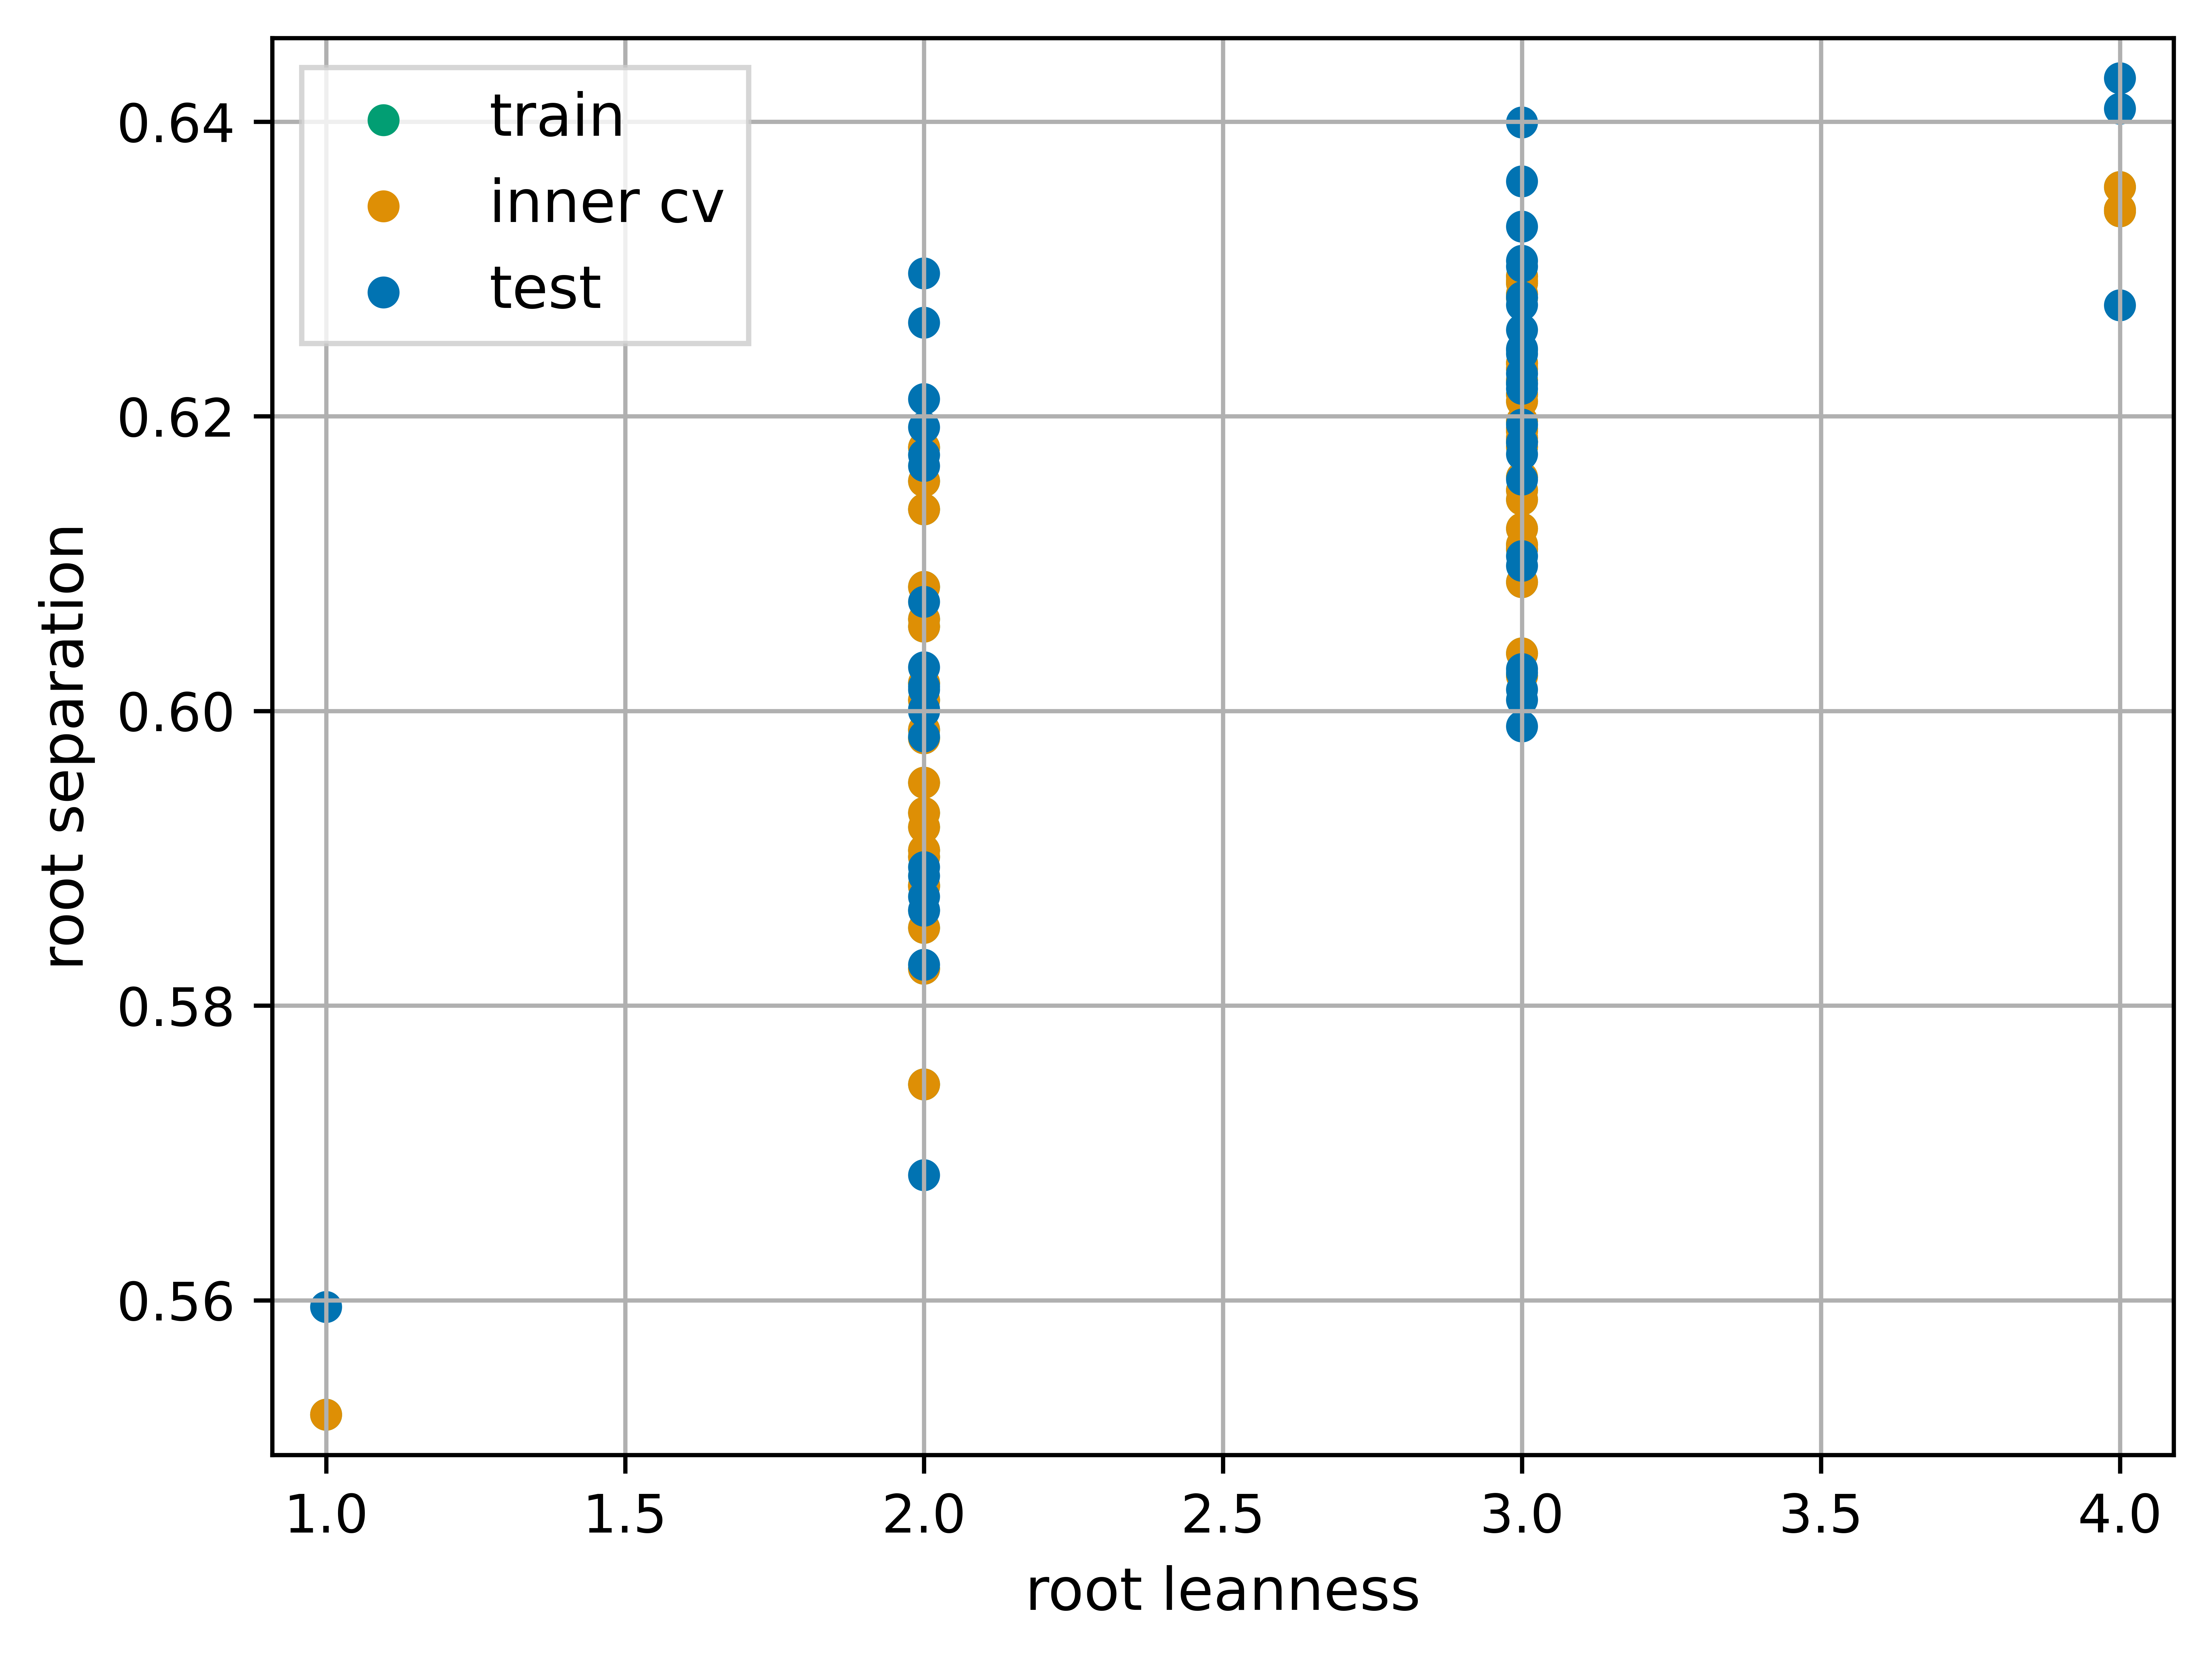 train
inner cv
test
0.64
0.62
0.60
0.58
0.56
root separation
1.0 1.5 2.0 2.5 3.0 3.5 4.0
root leanness